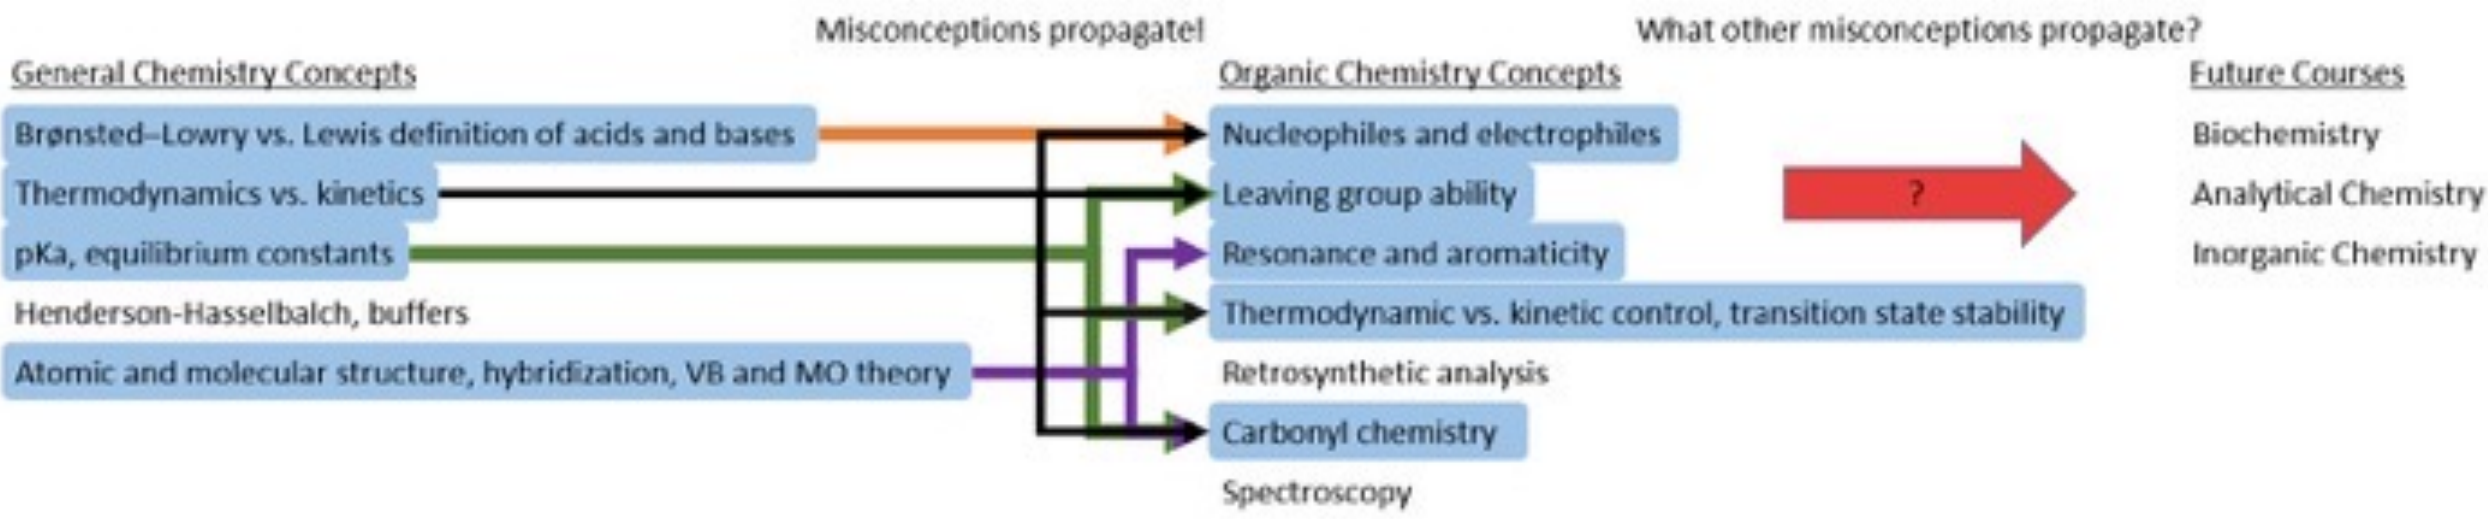 Misconceptions propagate!
What other misconceptions propagate?
General Chemistry Concepts
Brønsted–Lowry vs. Lewis definition of acids and bases
Thermodynamics vs. kinetics
pKa, equilibrium constants
Henderson-Hasselbalch, buffers
Atomic and molecular structure, hybridization, VB and MO theory
Organic Chemistry Concepts
Nucleophiles and electrophiles
Leaving group ability
Resonance and aromaticity
Thermodynamic vs. kinetic control, transition state stability
Retrosynthetic analysis
Carbonyl chemistry
Spectroscopy
?
Future Courses
Biochemistry
Analytical Chemistry
Inorganic Chemistry